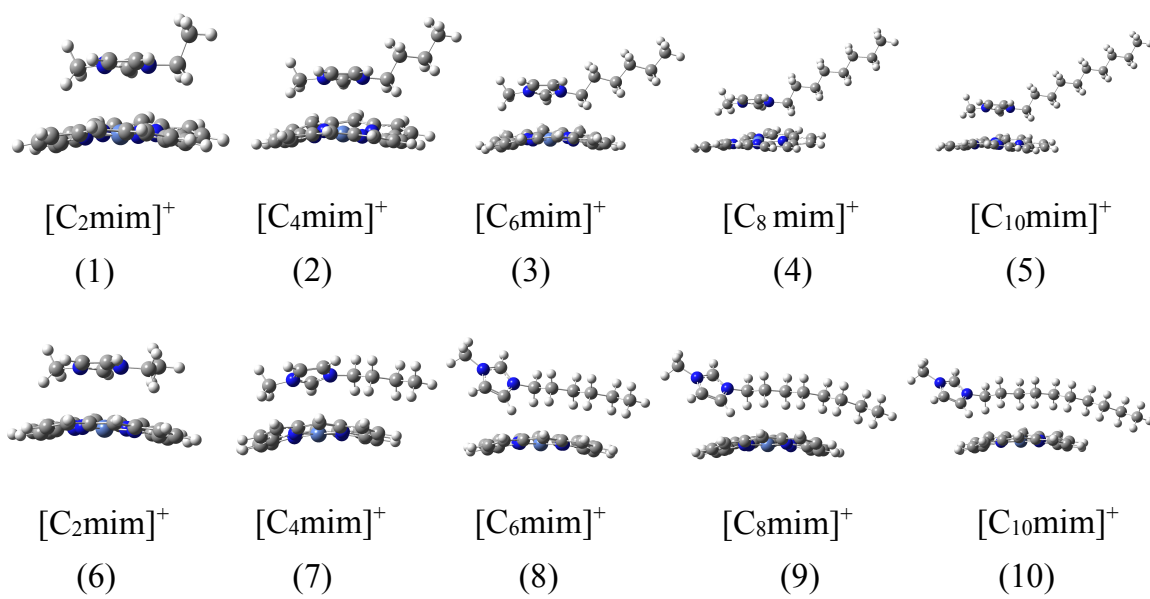 [C₂mim]⁺ [C₄mim]⁺ [C₆mim]⁺ [C₈ mim]⁺ [C₁₀mim]⁺
(1) (2) (3) (4) (5)
[C₂mim]⁺ [C₄mim]⁺ [C₆mim]⁺ [C₈mim]⁺ [C₁₀mim]⁺
(6) (7) (8) (9) (10)